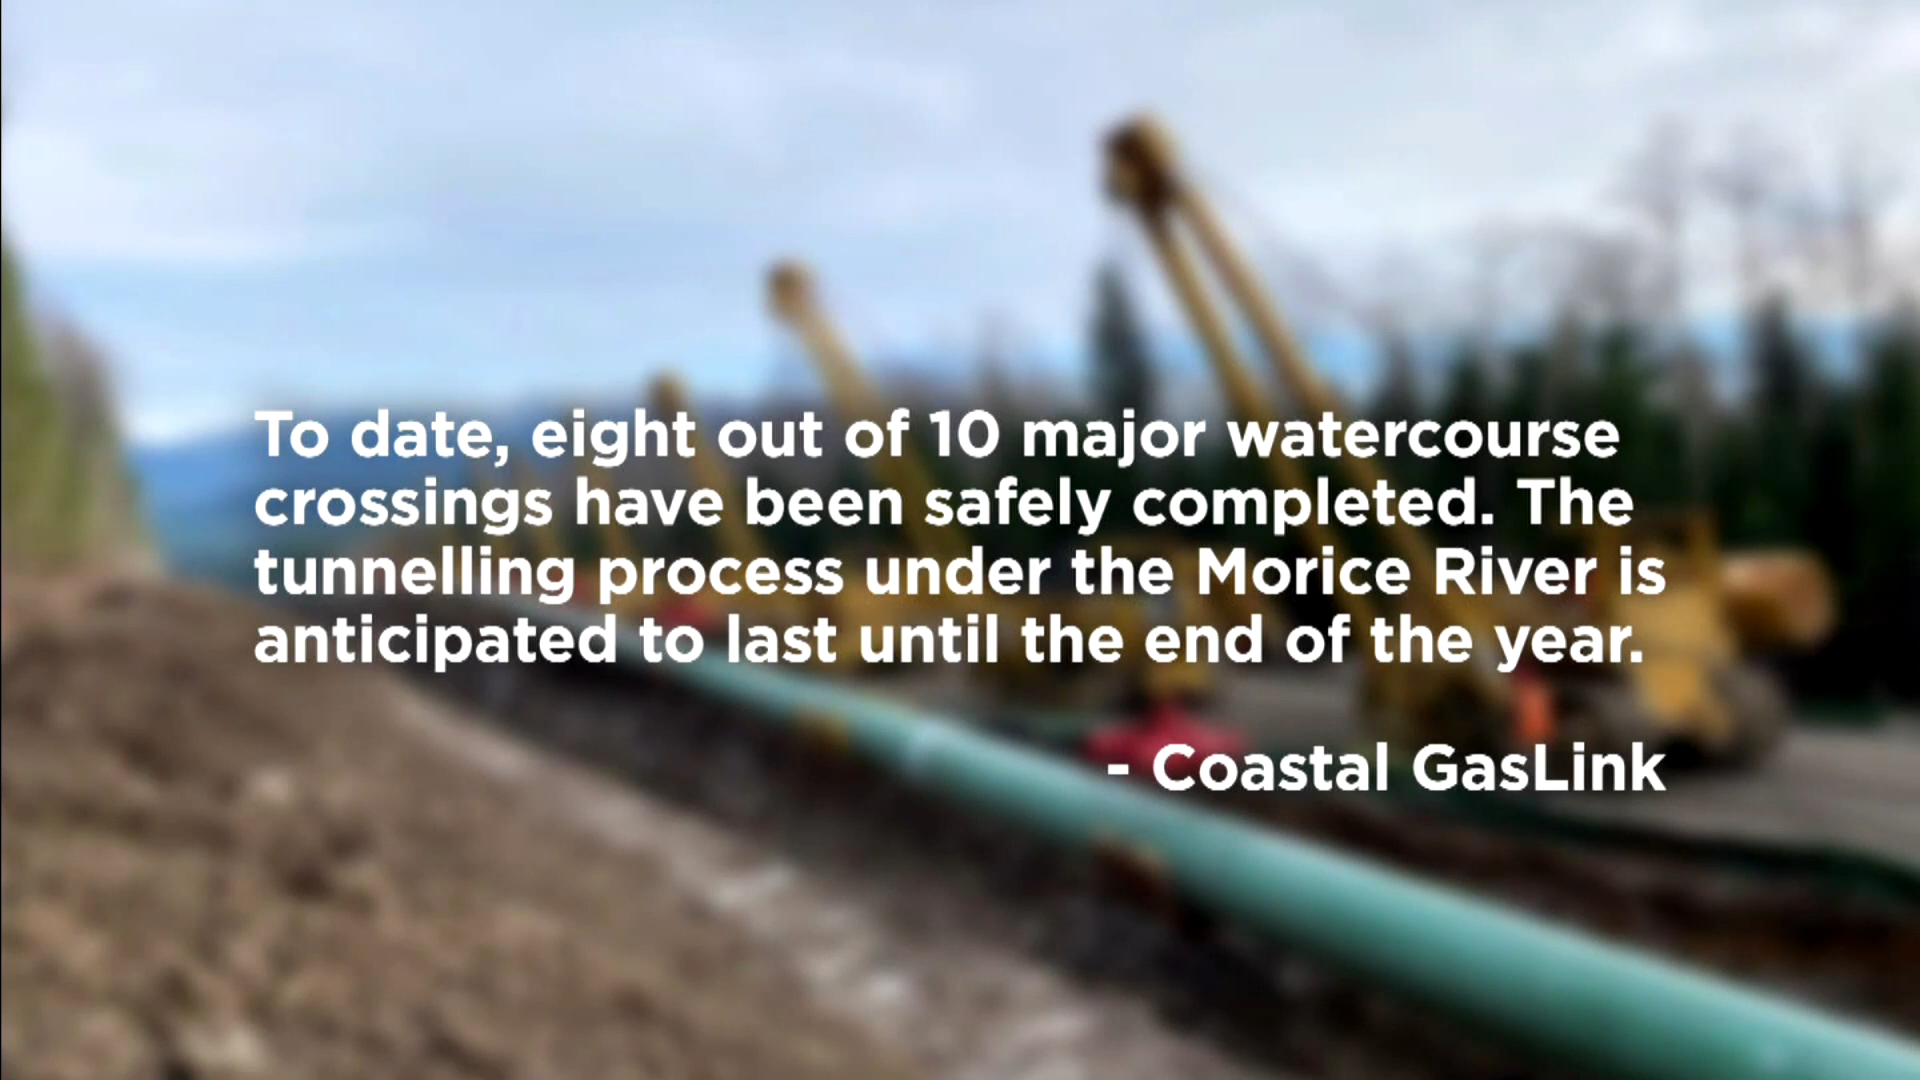 To date, eight out of 10 major watercourse
crossings have been safely completed. The
tunnelling process under the Morice River is
anticipated to last until the end of the year.
- Coastal GasLink